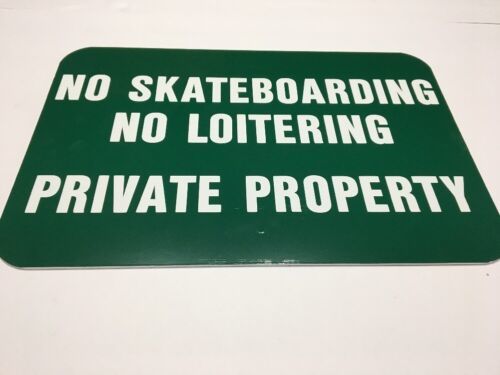 NO SKATEBOARDING
NO LOITERING
PRIVATE PROPERTY